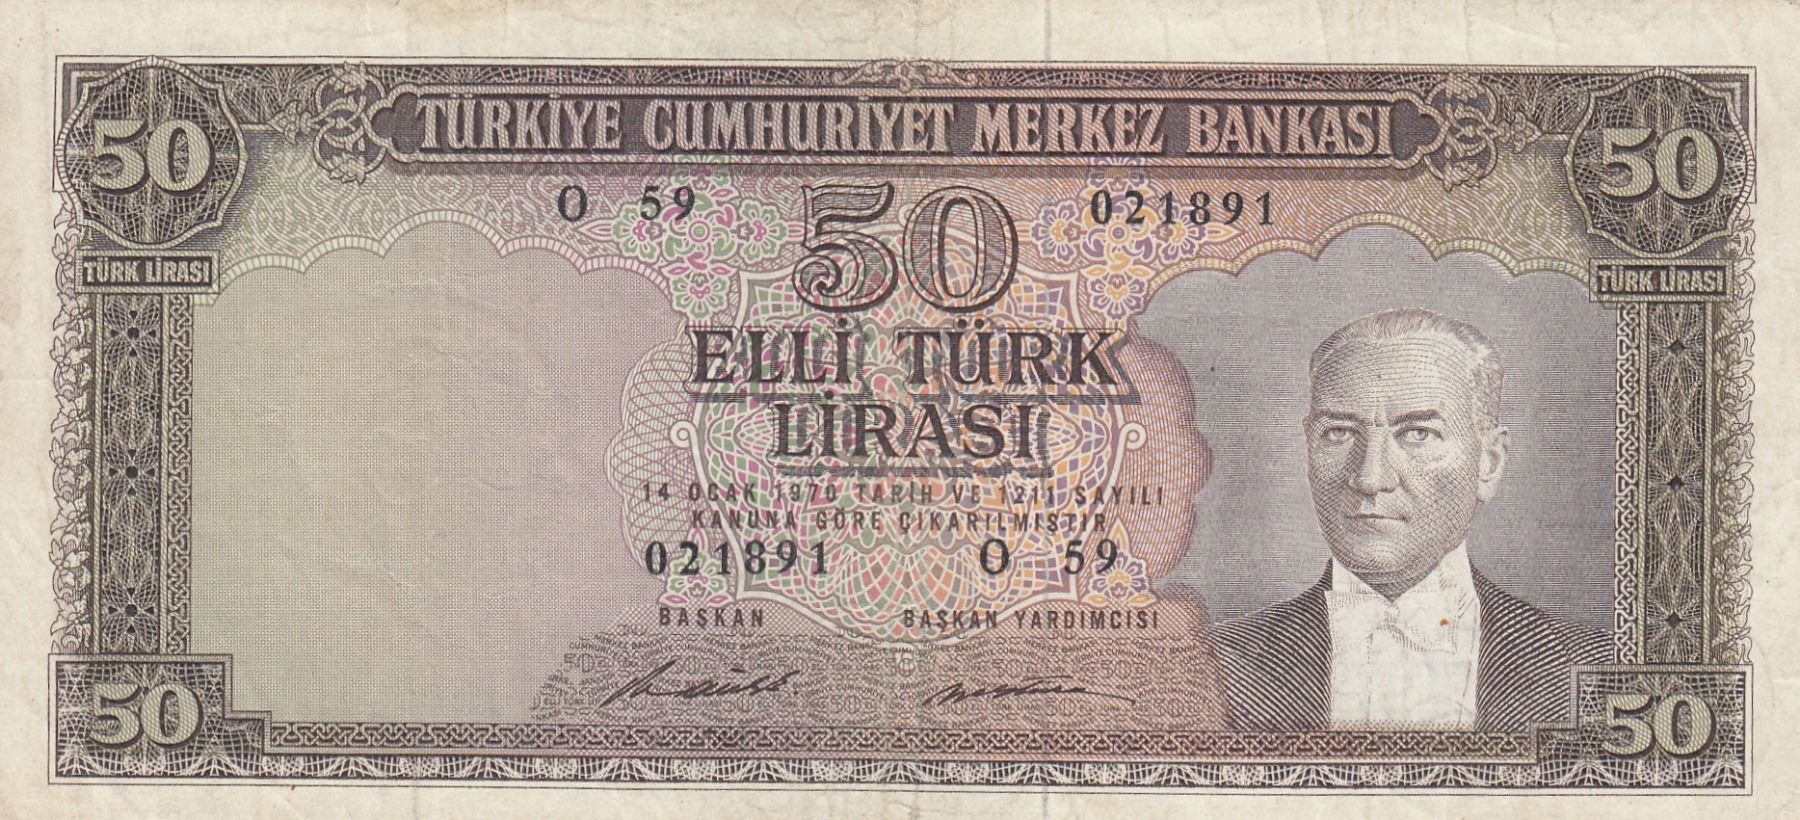 TÜRKİYE CUMHURİYET MERKEZ BANKASI
50
50
O 59
50
021891
TÜRK LİRASI
TÜRK LİRASI
ELLİ TÜRK
LİRASI
14 OCAK 1970 TARİH VE 1211 SAYILI
KANUNA GÖRE ÇIKARILMIŞTIR
021891 O 59
BAŞKAN BAŞKAN YARDIMCISI
50
50